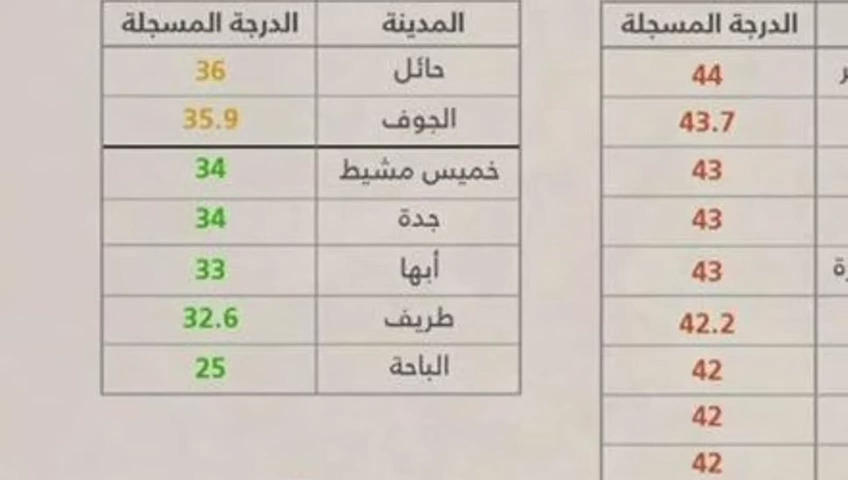 الدرجة المسجلة
44
43.7
43
43
43
42.2
42
42
42
المدينة الدرجة المسجلة
حائل 36
الجوف 35.9
خميس مشيط 34
جدة 34
أبها 33
طريف 32.6
الباحة 25